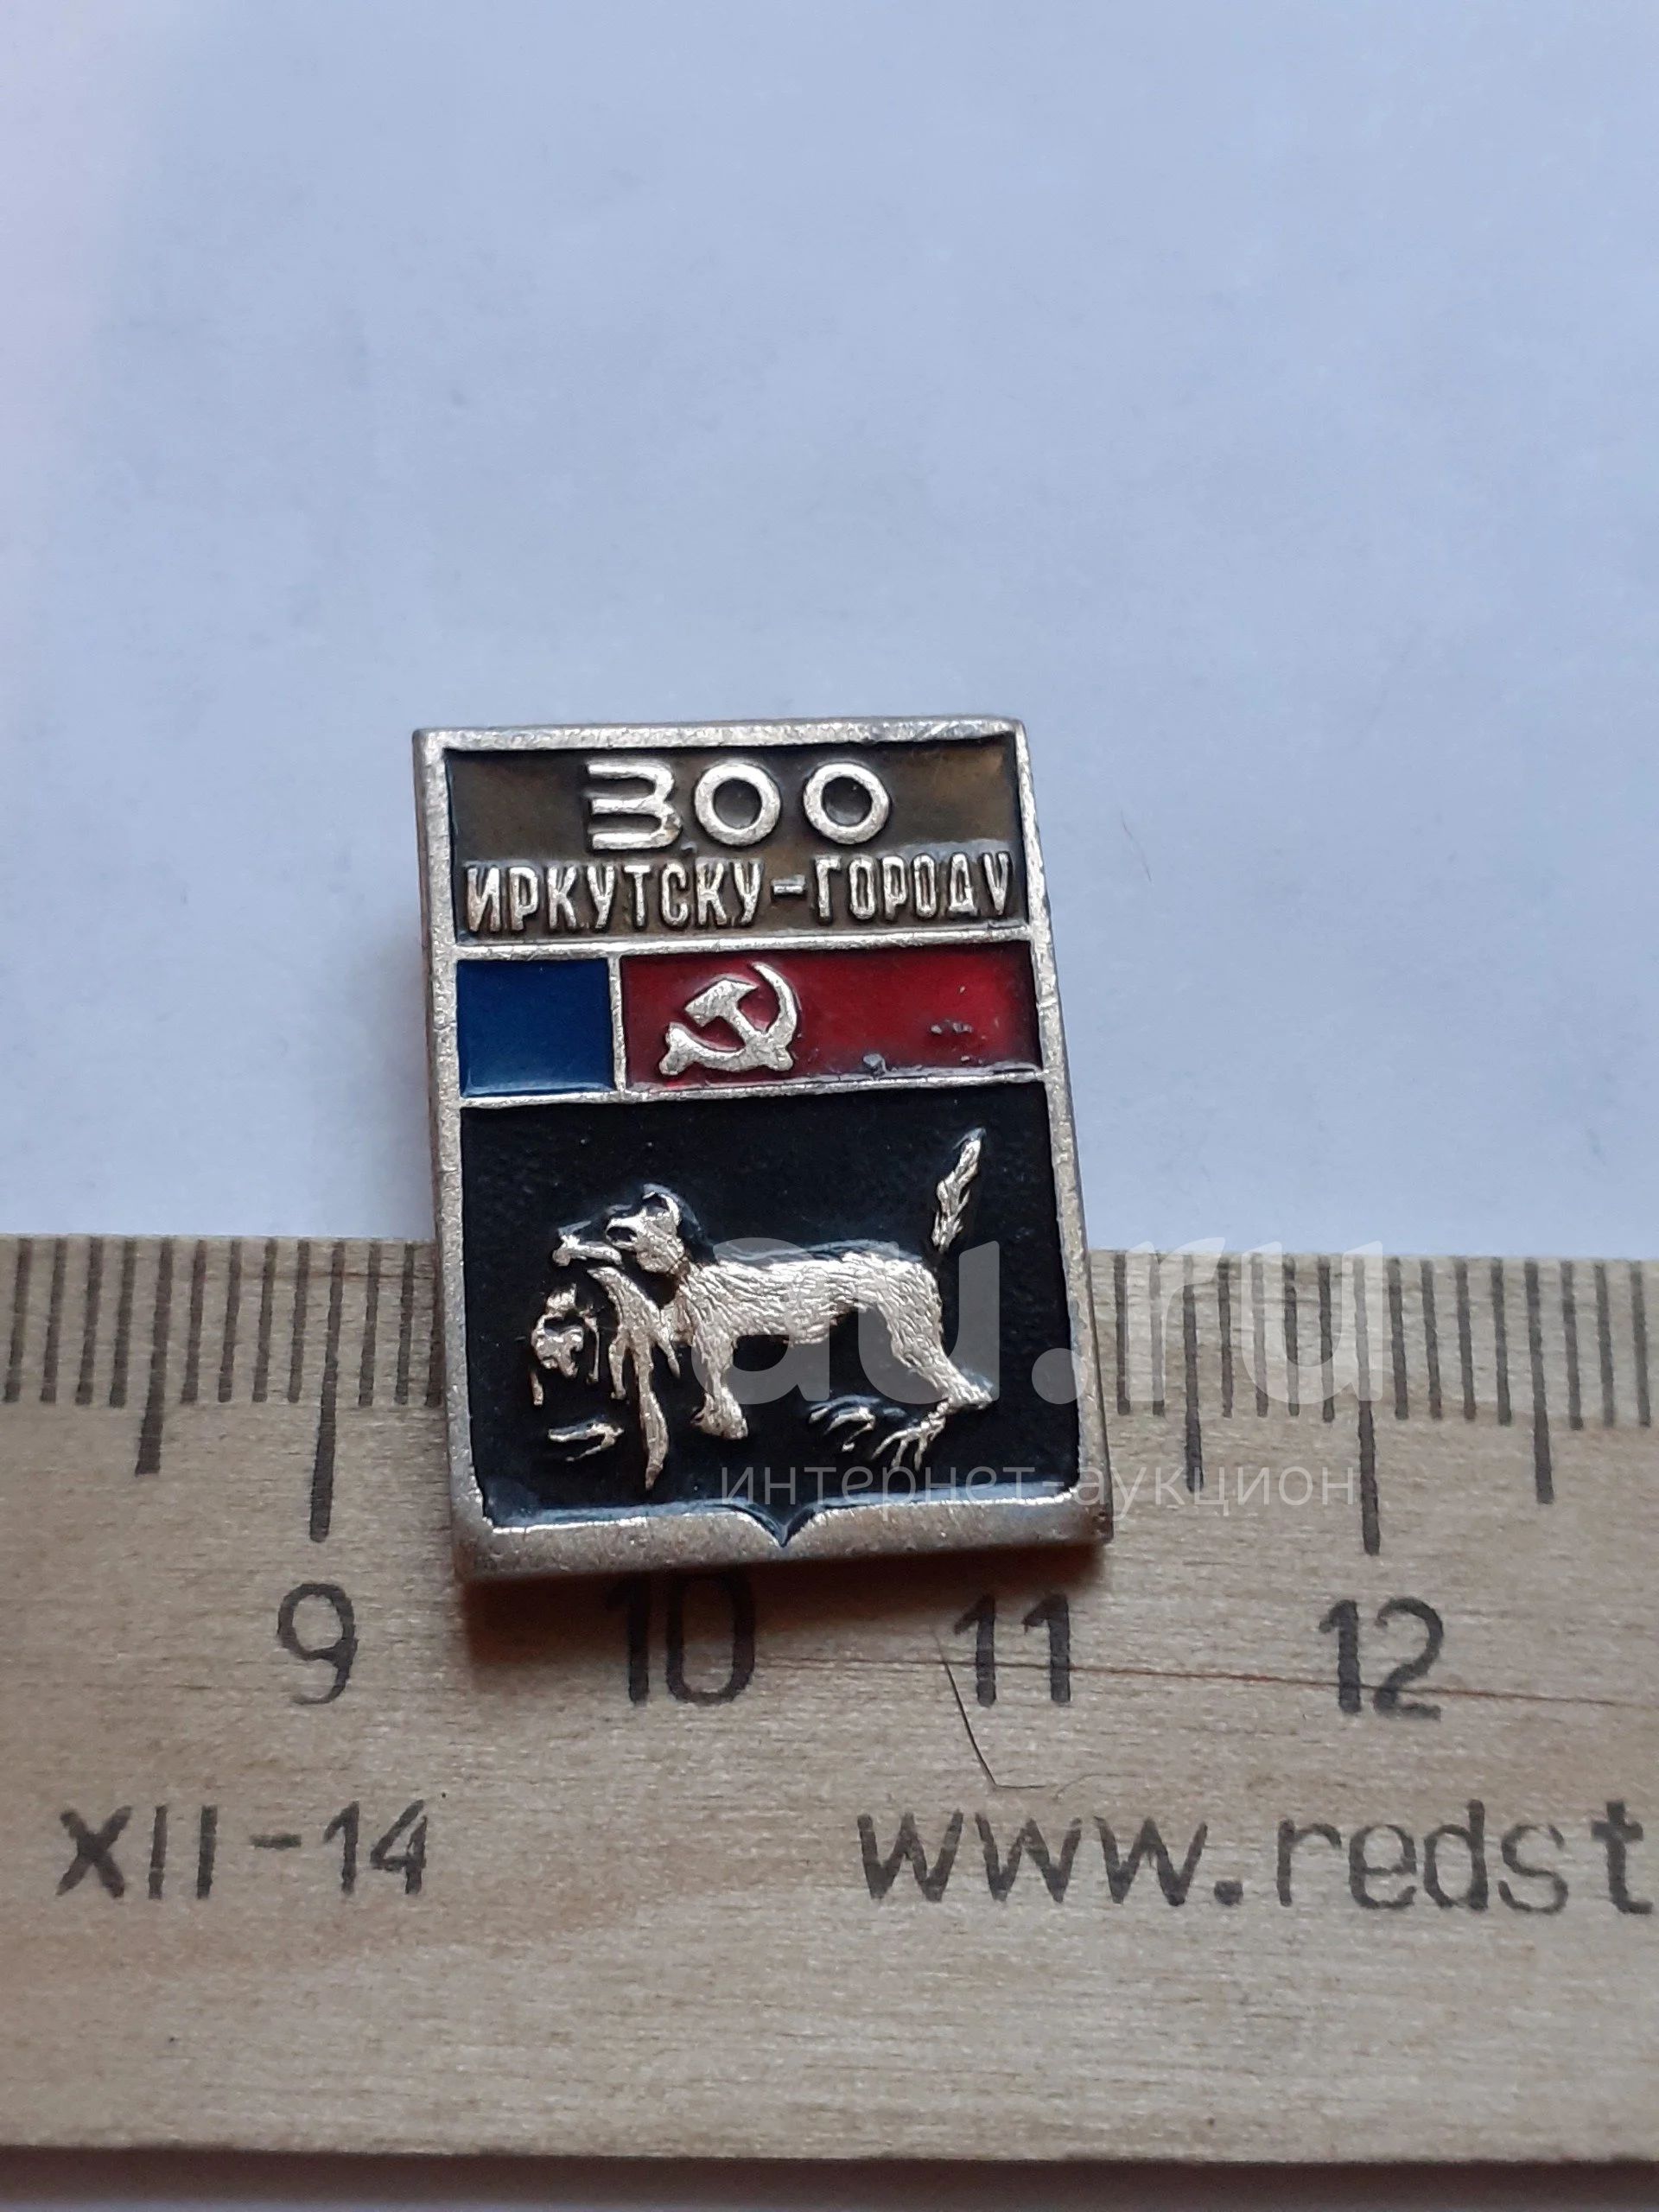 300
ИРКУТСКУ-ГОРОДУ
au.ru
интернет-аукцион
9 10 11 12
XII-14 www.redst